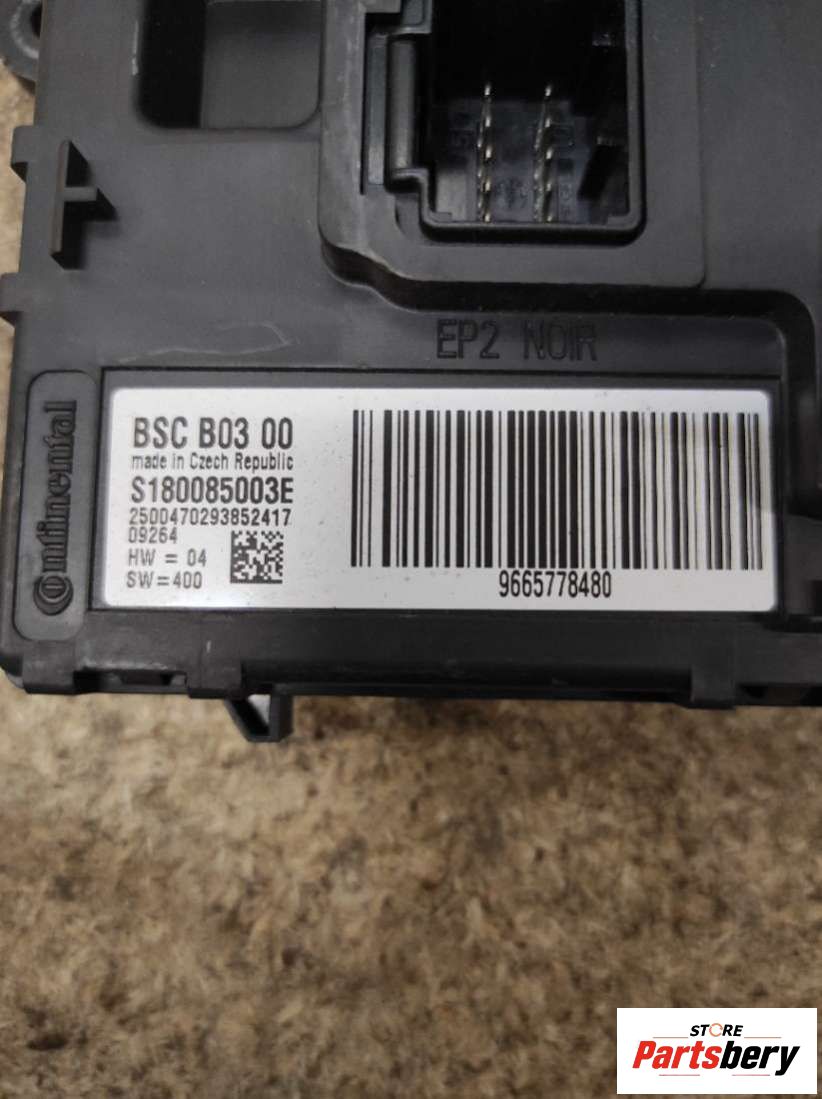 EP2 NOIR
Continental
BSC B03 00
made in Czech Republic
S180085003E
2500470293852417
09264
HW = 04
SW=400
9665778480
STORE
Partsbery